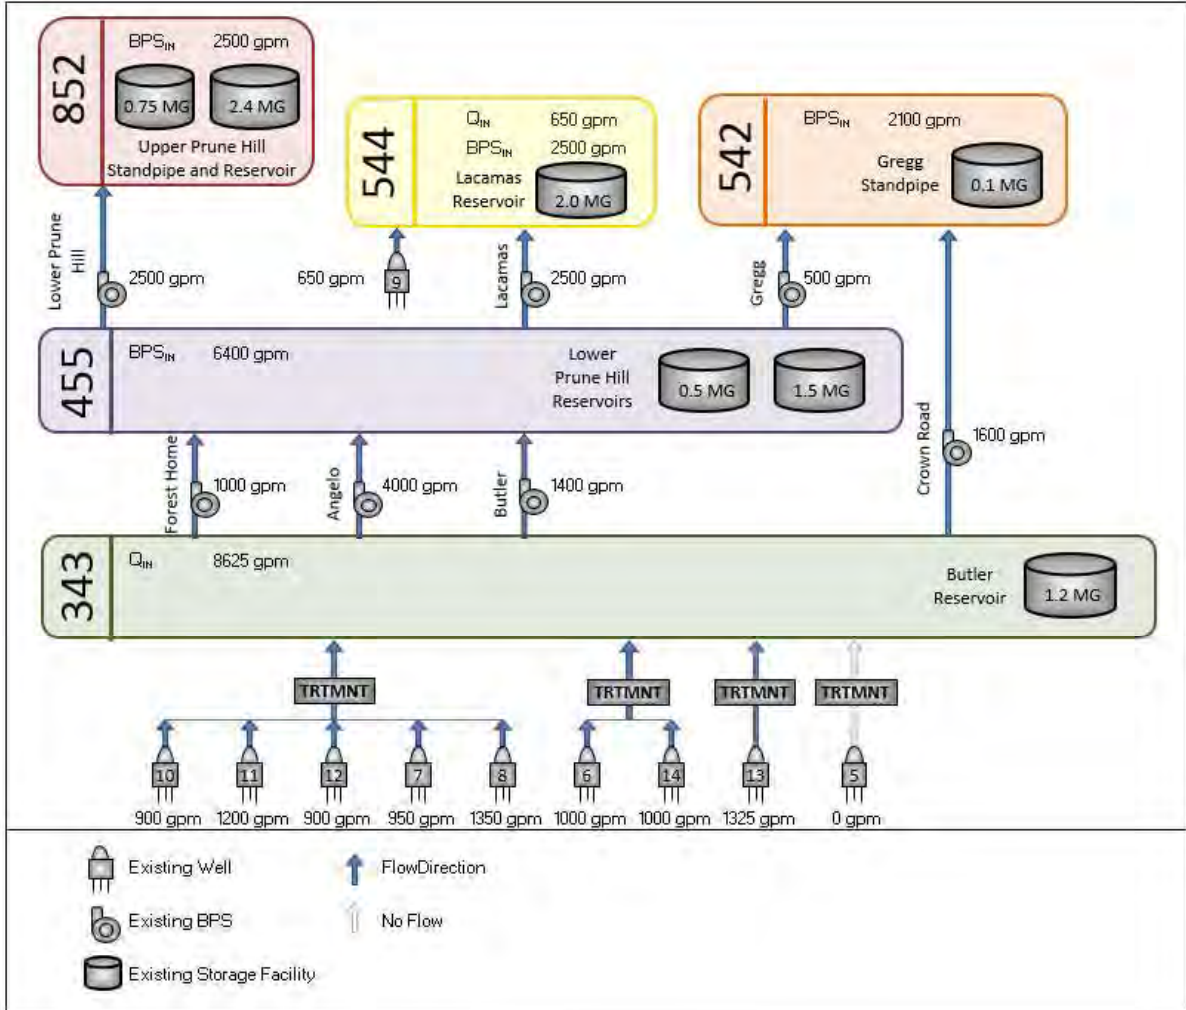 852
BPSIN 2500 gpm
0.75 MG
2.4 MG
Upper Prune Hill
Standpipe and Reservoir
544
QIN 650 gpm
BPSIN 2500 gpm
Lacamas
Reservoir
2.0 MG
542
BPSIN 2100 gpm
Gregg
Standpipe
0.1 MG
Lower Prune
Hill
2500 gpm
650 gpm
9
Lacamas
2500 gpm
Gregg
500 gpm
455
BPSIN 6400 gpm
Lower
Prune Hill
Reservoirs
0.5 MG
1.5 MG
Forest Home
1000 gpm
Angelo
4000 gpm
Butler
1400 gpm
Crown Road
1600 gpm
343
QIN 8625 gpm
Butler
Reservoir
1.2 MG
TRTMNT
TRTMNT
TRTMNT
TRTMNT
10
11
12
7
8
6
14
13
5
900 gpm
1200 gpm
900 gpm
950 gpm
1350 gpm
1000 gpm
1000 gpm
1325 gpm
0 gpm
Existing Well
FlowDirection
Existing BPS
No Flow
Existing Storage Facility